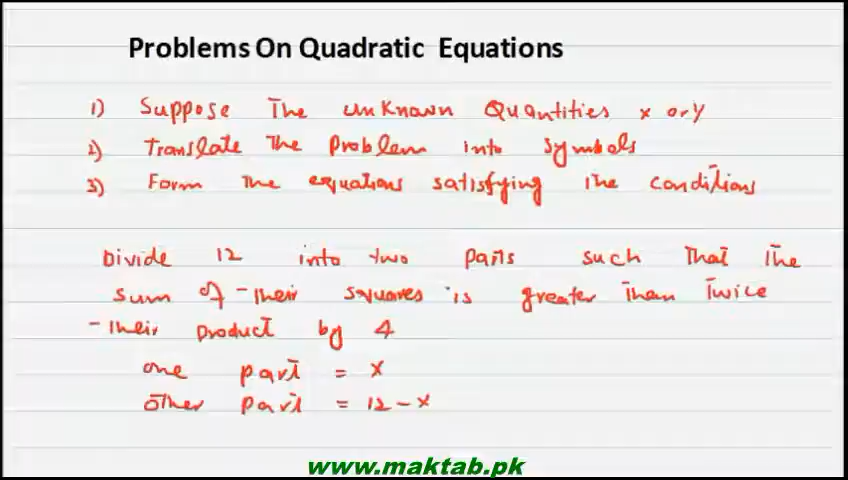 Problems On Quadratic Equations
1) Suppose The unknown Quantities x or y
2) Translate The Problem into symbols
3) Form The equations satisfying The conditions
Divide 12 into two parts such That The
sum of Their squares is greater Than Twice
Their product by 4
one part = x
other part = 12 - x
www.maktab.pk